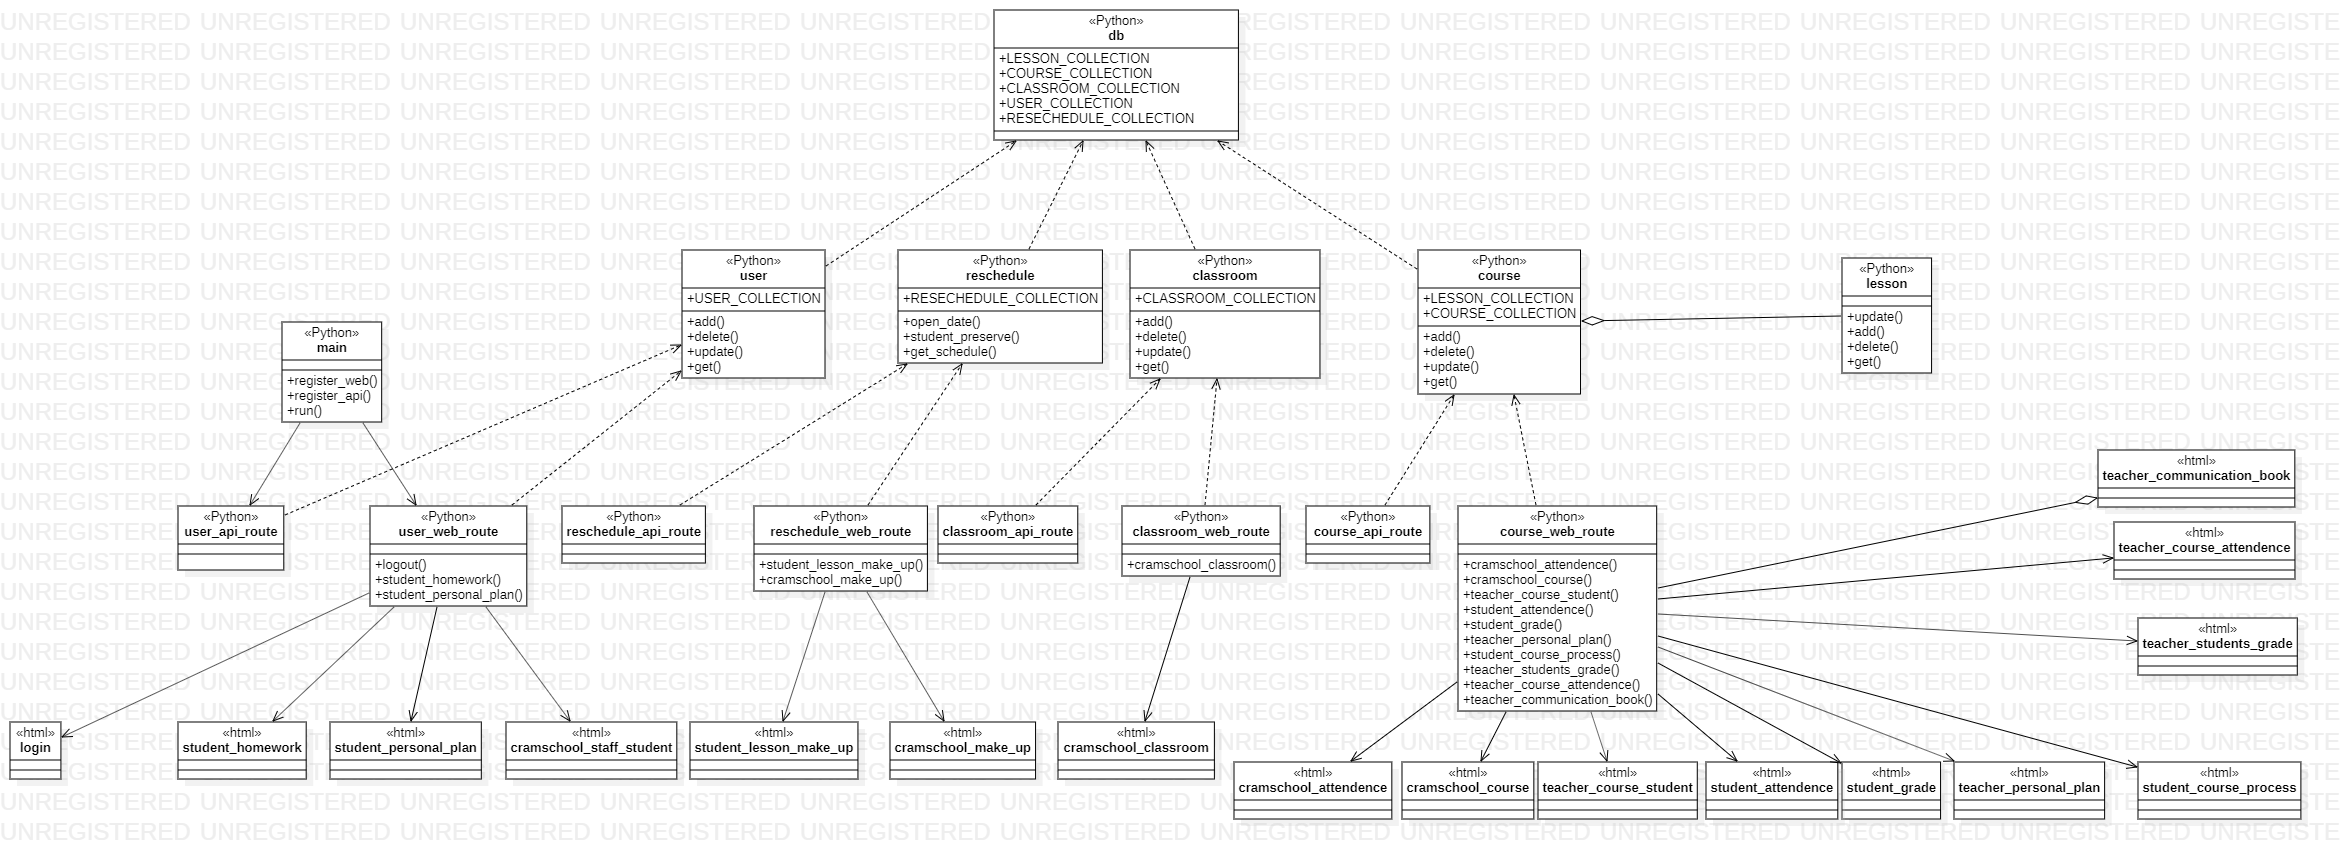 «Python»
db
+LESSON_COLLECTION
+COURSE_COLLECTION
+CLASSROOM_COLLECTION
+USER_COLLECTION
+RESECHEDULE_COLLECTION
«Python»
user
+USER_COLLECTION
+add()
+delete()
+update()
+get()
«Python»
reschedule
+RESECHEDULE_COLLECTION
+open_date()
+student_preserve()
+get_schedule()
«Python»
classroom
+CLASSROOM_COLLECTION
+add()
+delete()
+update()
+get()
«Python»
course
+LESSON_COLLECTION
+COURSE_COLLECTION
+add()
+delete()
+update()
+get()
«Python»
lesson
+update()
+add()
+delete()
+get()
«Python»
main
+register_web()
+register_api()
+run()
«Python»
user_api_route
«Python»
user_web_route
+logout()
+student_homework()
+student_personal_plan()
«Python»
reschedule_api_route
«Python»
reschedule_web_route
+student_lesson_make_up()
+cramschool_make_up()
«Python»
classroom_api_route
«Python»
classroom_web_route
+cramschool_classroom()
«Python»
course_api_route
«Python»
course_web_route
+cramschool_attendence()
+cramschool_course()
+teacher_course_student()
+student_attendence()
+student_grade()
+teacher_personal_plan()
+student_course_process()
+teacher_students_grade()
+teacher_course_attendence()
+teacher_communication_book()
«html»
teacher_communication_book
«html»
teacher_course_attendence
«html»
teacher_students_grade
«html»
login
«html»
student_homework
«html»
student_personal_plan
«html»
cramschool_staff_student
«html»
student_lesson_make_up
«html»
cramschool_make_up
«html»
cramschool_classroom
«html»
cramschool_attendence
«html»
cramschool_course
«html»
teacher_course_student
«html»
student_attendence
«html»
student_grade
«html»
teacher_personal_plan
«html»
student_course_process
UNREGISTERED